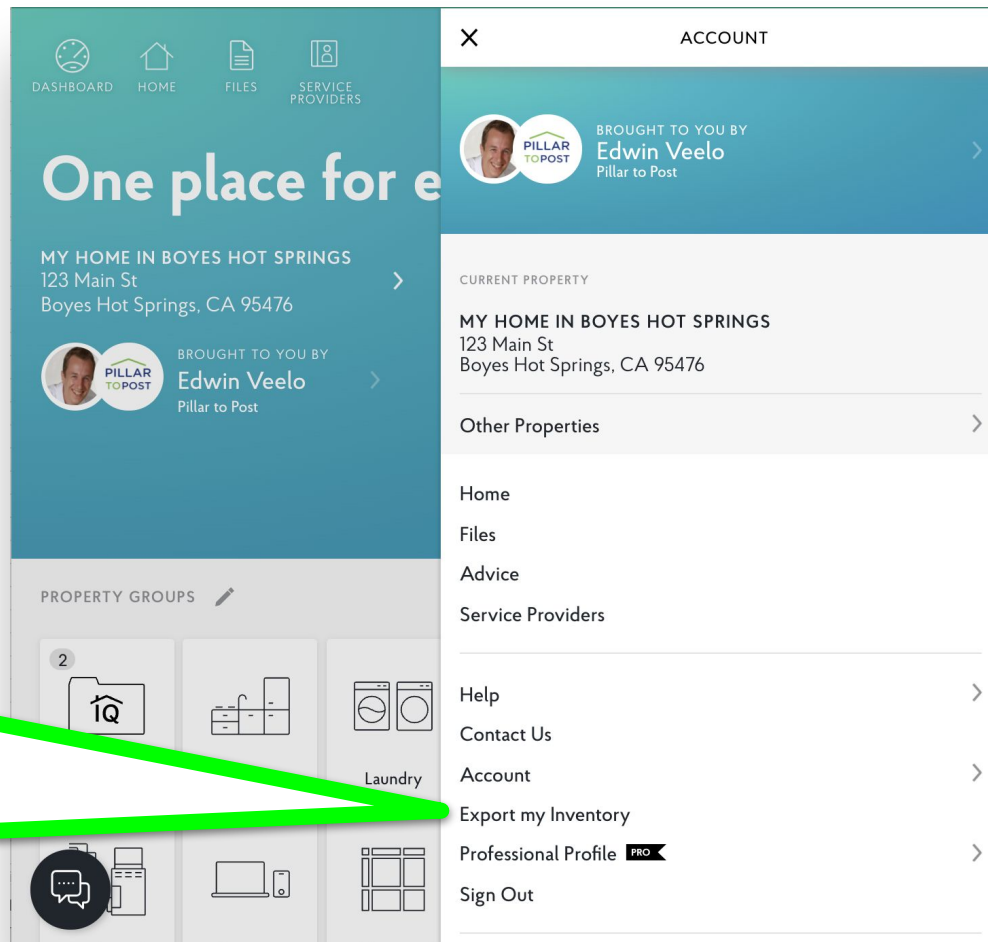 DASHBOARD
HOME
FILES
SERVICE
PROVIDERS
One place for e
MY HOME IN BOYES HOT SPRINGS
123 Main St
Boyes Hot Springs, CA 95476
PILLAR
TOPOST
BROUGHT TO YOU BY
Edwin Veelo
Pillar to Post
PROPERTY GROUPS
2
IQ
Laundry
ACCOUNT
PILLAR
TOPOST
BROUGHT TO YOU BY
Edwin Veelo
Pillar to Post
CURRENT PROPERTY
MY HOME IN BOYES HOT SPRINGS
123 Main St
Boyes Hot Springs, CA 95476
Other Properties
Home
Files
Advice
Service Providers
Help
Contact Us
Account
Export my Inventory
Professional Profile PRO
Sign Out